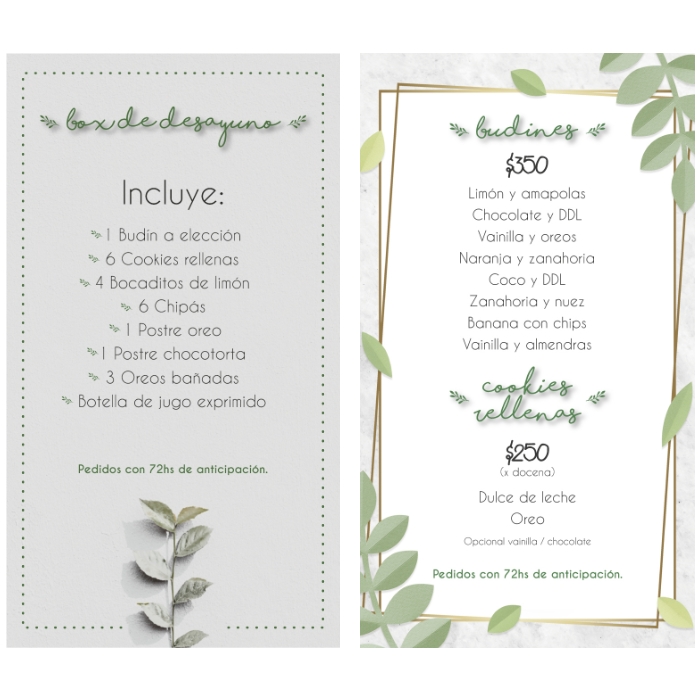 box de desayuno
Incluye:
1 Budín a elección
6 Cookies rellenas
4 Bocaditos de limón
6 Chipás
1 Postre oreo
1 Postre chocotorta
3 Oreos bañadas
Botella de jugo exprimido
Pedidos con 72hs de anticipación.
budines
$350
Limón y amapolas
Chocolate y DDL
Vainilla y oreos
Naranja y zanahoria
Coco y DDL
Zanahoria y nuez
Banana con chips
Vainilla y almendras
cookies
rellenas
$250
(x docena)
Dulce de leche
Oreo
Opcional vainilla / chocolate
Pedidos con 72hs de anticipación.